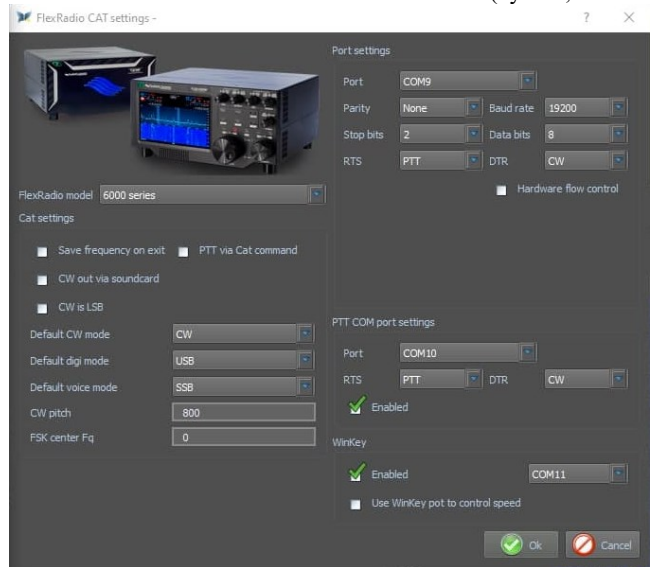 FlexRadio CAT settings -
? ×
FlexRadio model 6000 series
Cat settings
Save frequency on exit PTT via Cat command
CW out via soundcard
CW is LSB
Default CW mode CW
Default digi mode USB
Default voice mode SSB
CW pitch 800
FSK center Fq 0
Port settings
Port COM9
Parity None Baud rate 19200
Stop bits 2 Data bits 8
RTS PTT DTR CW
Hardware flow control
PTT COM port settings
Port COM10
RTS PTT DTR CW
Enabled
WinKey
Enabled COM11
Use WinKey pot to control speed
Ok Cancel